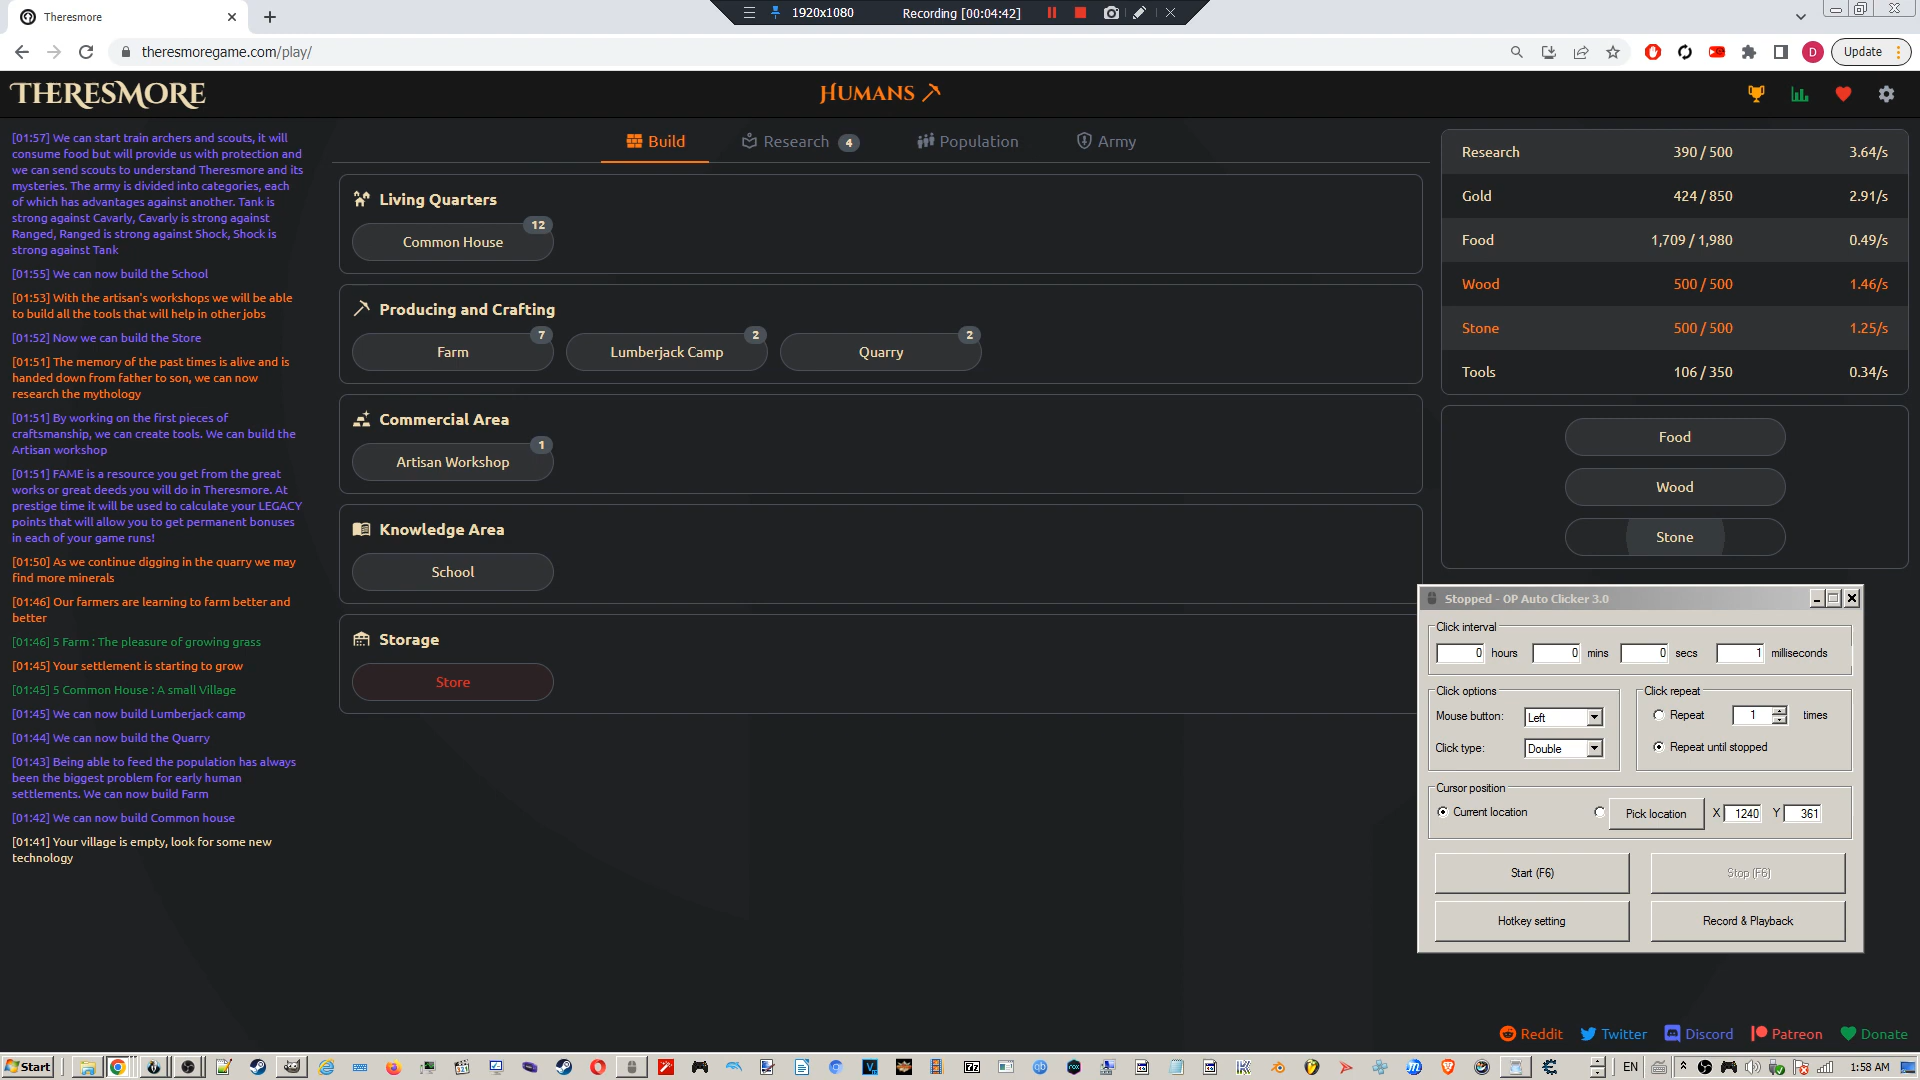 Theresmore
1920x1080
Recording [00:04:42]
theresmoregame.com/play/
D
Update
THERESMORE
HUMANS
[01:57] We can start train archers and scouts, it will
consume food but will provide us with protection and
we can send scouts to understand Theresmore and its
mysteries. The army is divided into categories, each
of which has advantages against another. Tank is
strong against Cavarly, Cavarly is strong against
Ranged, Ranged is strong against Shock, Shock is
strong against Tank
[01:55] We can now build the School
[01:53] With the artisan's workshops we will be able
to build all the tools that will help in other jobs
[01:52] Now we can build the Store
[01:51] The memory of the past times is alive and is
handed down from father to son, we can now
research the mythology
[01:51] By working on the first pieces of
craftsmanship, we can create tools. We can build the
Artisan workshop
[01:51] FAME is a resource you get from the great
works or great deeds you will do in Theresmore. At
prestige time it will be used to calculate your LEGACY
points that will allow you to get permanent bonuses
in each of your game runs!
[01:50] As we continue digging in the quarry we may
find more minerals
[01:46] Our farmers are learning to farm better and
better
[01:46] 5 Farm : The pleasure of growing grass
[01:45] Your settlement is starting to grow
[01:45] 5 Common House : A small Village
[01:45] We can now build Lumberjack camp
[01:44] We can now build the Quarry
[01:43] Being able to feed the population has always
been the biggest problem for early human
settlements. We can now build Farm
[01:42] We can now build Common house
[01:41] Your village is empty, look for some new
technology
Build
Research 4
Population
Army
Living Quarters
Common House 12
Producing and Crafting
Farm 7
Lumberjack Camp 2
Quarry 2
Commercial Area
Artisan Workshop 1
Knowledge Area
School
Storage
Store
Research 390 / 500 3.64/s
Gold 424 / 850 2.91/s
Food 1,709 / 1,980 0.49/s
Wood 500 / 500 1.46/s
Stone 500 / 500 1.25/s
Tools 106 / 350 0.34/s
Food
Wood
Stone
Stopped - OP Auto Clicker 3.0
Click interval
0 hours 0 mins 0 secs 1 milliseconds
Click options
Mouse button: Left
Click type: Double
Click repeat
Repeat 1 times
Repeat until stopped
Cursor position
Current location
Pick location X 1240 Y 361
Start (F6)
Stop (F6)
Hotkey setting
Record & Playback
Reddit
Twitter
Discord
Patreon
Donate
Start
EN
1:58 AM